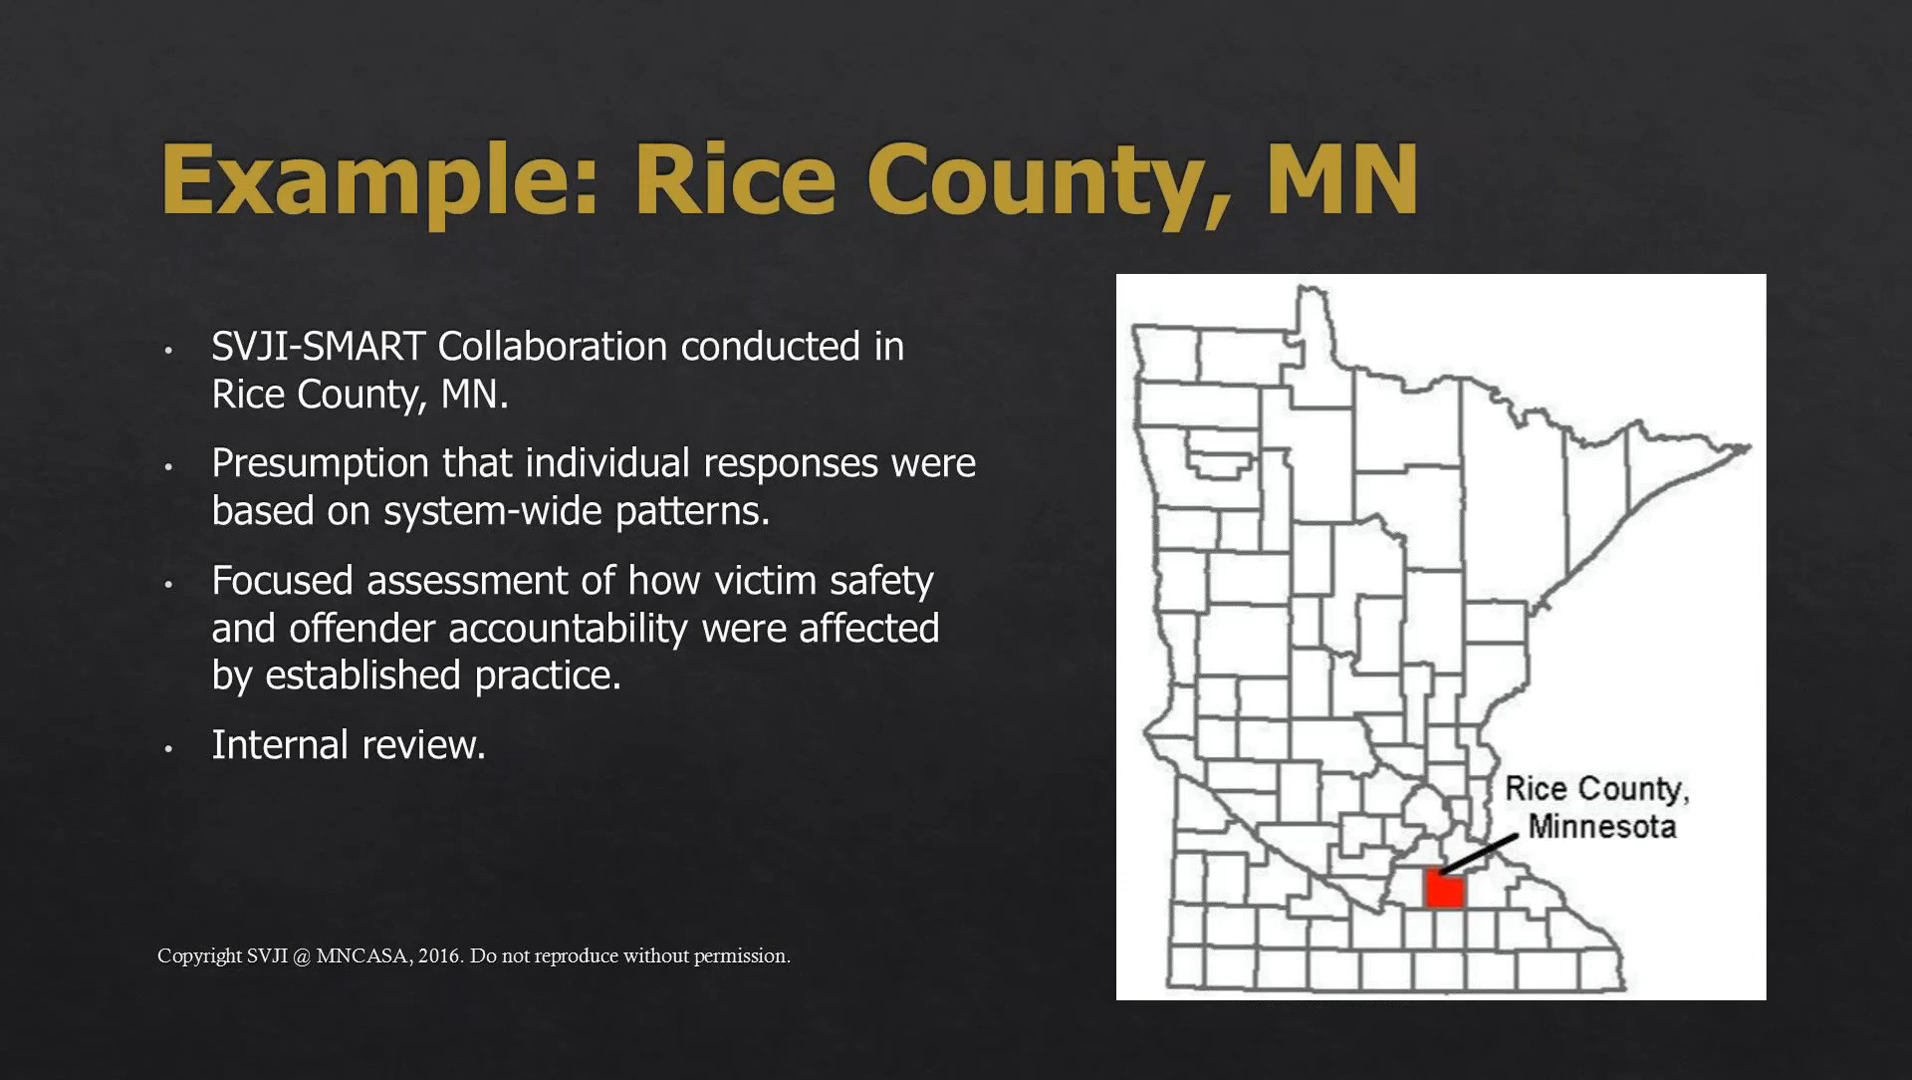 Example: Rice County, MN
• SVJI-SMART Collaboration conducted in
Rice County, MN.
• Presumption that individual responses were
based on system-wide patterns.
• Focused assessment of how victim safety
and offender accountability were affected
by established practice.
• Internal review.
Rice County,
Minnesota
Copyright SVJI @ MNCASA, 2016. Do not reproduce without permission.